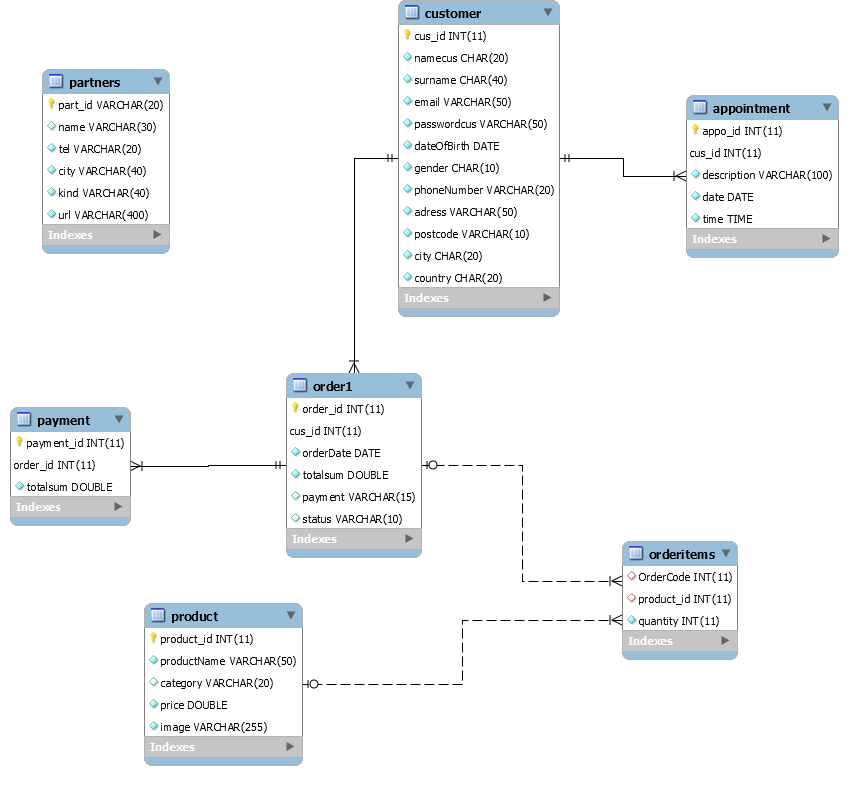 customer
cus_id INT(11)
namecus CHAR(20)
surname CHAR(40)
email VARCHAR(50)
passwordcus VARCHAR(50)
dateOfBirth DATE
gender CHAR(10)
phoneNumber VARCHAR(20)
adress VARCHAR(50)
postcode VARCHAR(10)
city CHAR(20)
country CHAR(20)
Indexes
partners
part_id VARCHAR(20)
name VARCHAR(30)
tel VARCHAR(20)
city VARCHAR(40)
kind VARCHAR(40)
url VARCHAR(400)
Indexes
appointment
appo_id INT(11)
cus_id INT(11)
description VARCHAR(100)
date DATE
time TIME
Indexes
order1
order_id INT(11)
cus_id INT(11)
orderDate DATE
totalsum DOUBLE
payment VARCHAR(15)
status VARCHAR(10)
Indexes
payment
payment_id INT(11)
order_id INT(11)
totalsum DOUBLE
Indexes
orderitems
OrderCode INT(11)
product_id INT(11)
quantity INT(11)
Indexes
product
product_id INT(11)
productName VARCHAR(50)
category VARCHAR(20)
price DOUBLE
image VARCHAR(255)
Indexes